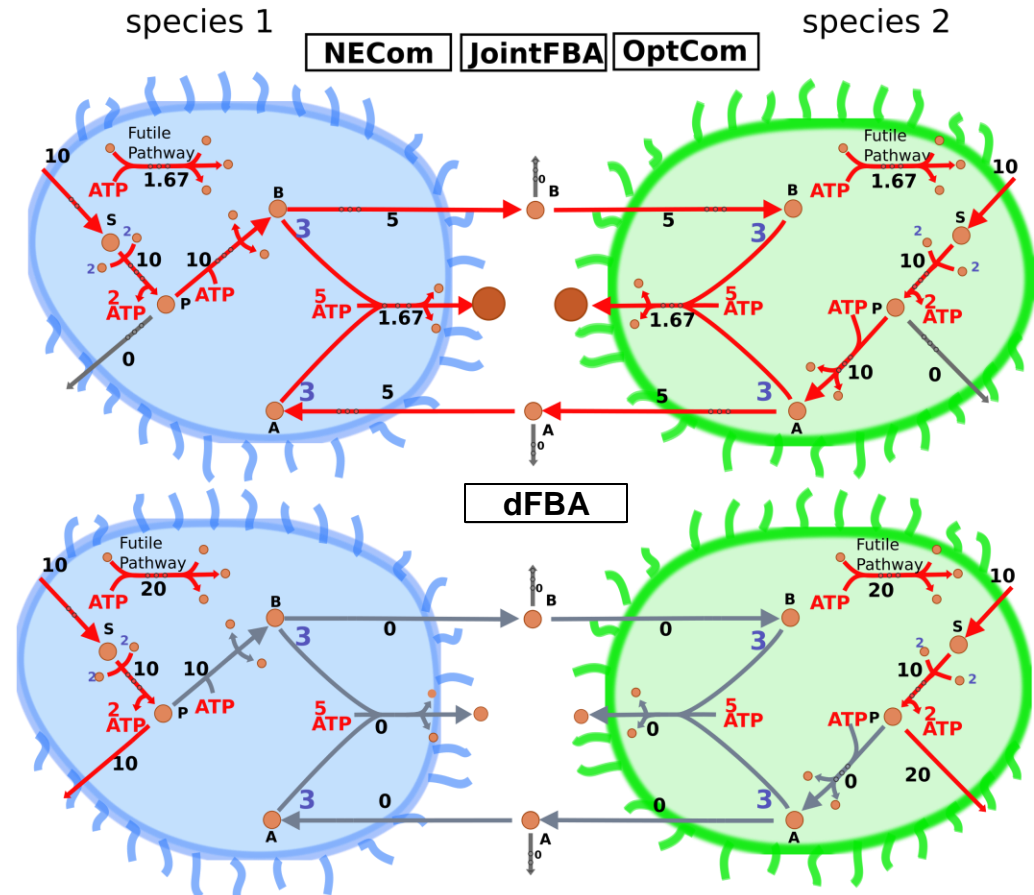 species 1
species 2
NECom
JointFBA
OptCom
Futile
Pathway
10
ATP
1.67
S
2
2
10
2
ATP
P
0
10
ATP
B
3
5
5
ATP
1.67
3
A
5
0
B
A
0
Futile
Pathway
ATP
1.67
10
B
5
3
S
2
2
10
2
ATP
P
5
ATP
1.67
ATP
10
0
3
A
5
dFBA
Futile
Pathway
10
ATP
20
S
2
2
10
2
ATP
P
10
10
ATP
B
3
0
5
ATP
0
3
A
0
0
B
A
0
Futile
Pathway
ATP
20
10
B
0
3
S
2
2
10
2
ATP
P
5
ATP
0
ATP
0
20
3
A
0